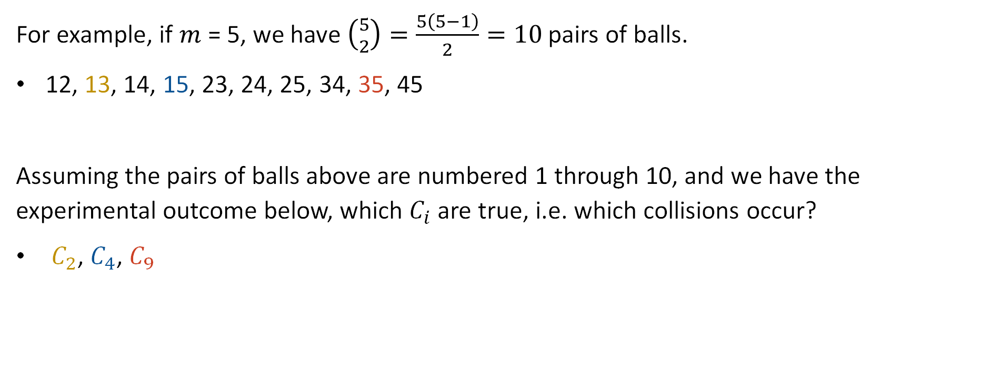 For example, if 𝑚 = 5, we have $\binom{5}{2} = \frac{5(5-1)}{2} = 10$ pairs of balls.
• 12, 13, 14, 15, 23, 24, 25, 34, 35, 45
Assuming the pairs of balls above are numbered 1 through 10, and we have the
experimental outcome below, which $C_i$ are true, i.e. which collisions occur?
• $C_2$, $C_4$, $C_9$